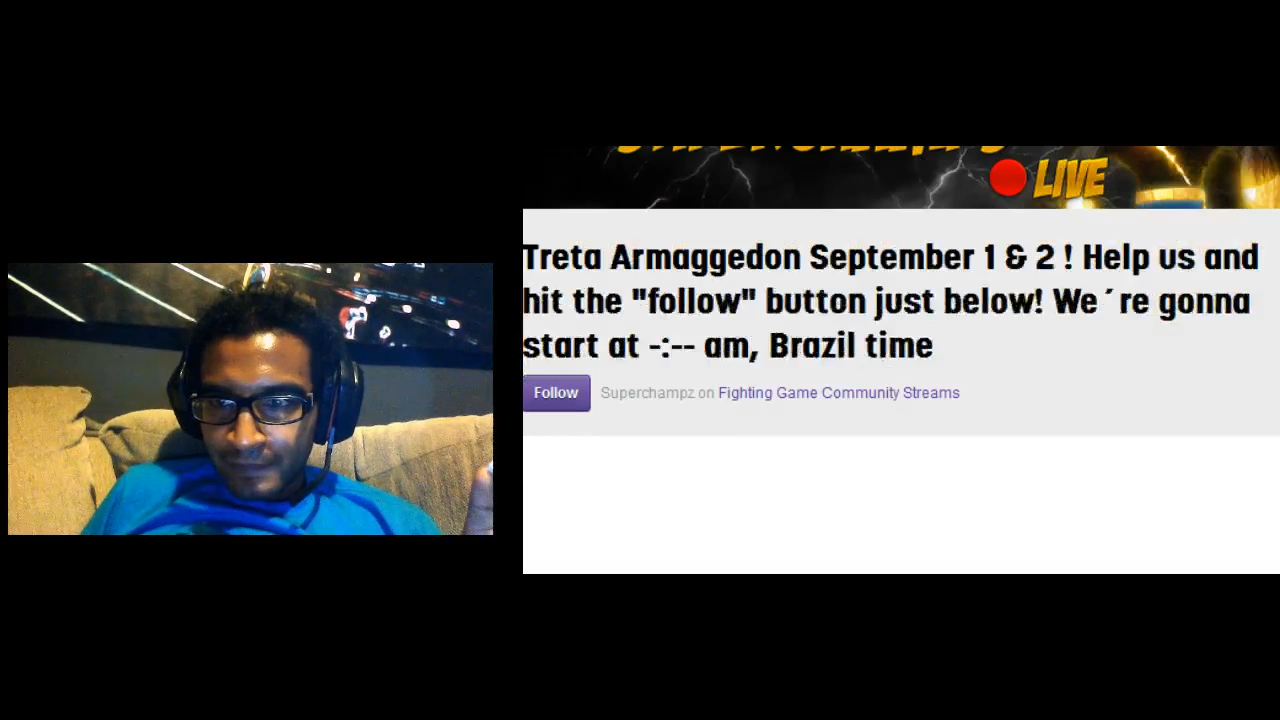 LIVE
Treta Armaggedon September 1 & 2 ! Help us and
hit the "follow" button just below! We´re gonna
start at -:-- am, Brazil time
Follow Superchampz on Fighting Game Community Streams